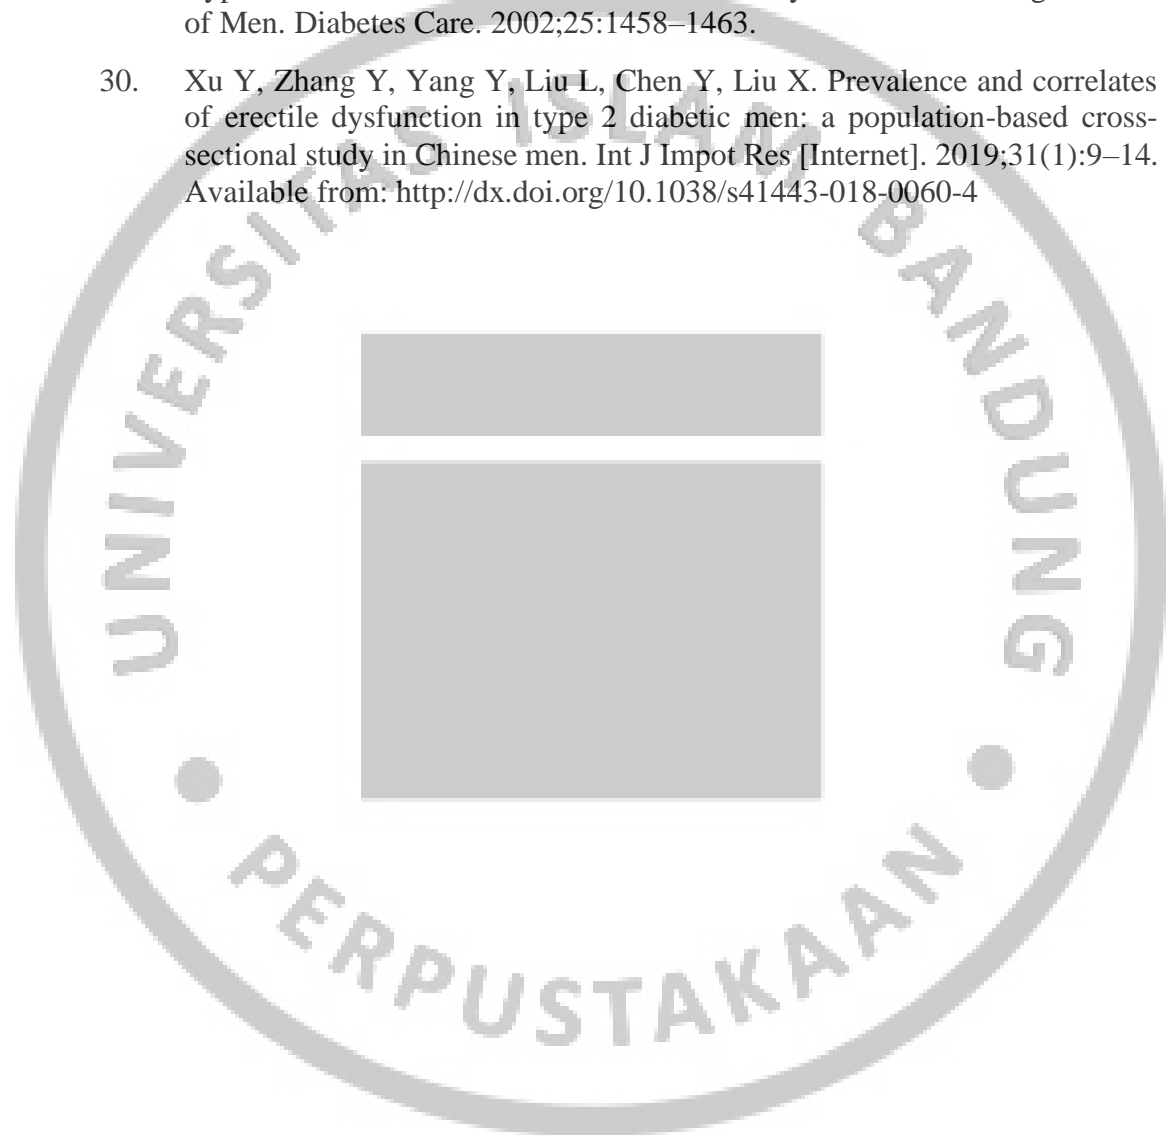 of Men. Diabetes Care. 2002;25:1458–1463.
30. Xu Y, Zhang Y, Yang Y, Liu L, Chen Y, Liu X. Prevalence and correlates
of erectile dysfunction in type 2 diabetic men: a population-based cross-
sectional study in Chinese men. Int J Impot Res [Internet]. 2019;31(1):9–14.
Available from: http://dx.doi.org/10.1038/s41443-018-0060-4
UNIVERSITAS ISLAM BANDUNG
PERPUSTAKAAN